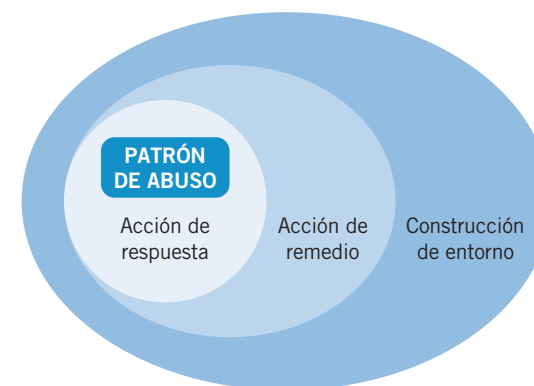 PATRÓN
DE ABUSO
Acción de
respuesta
Acción de
remedio
Construcción
de entorno